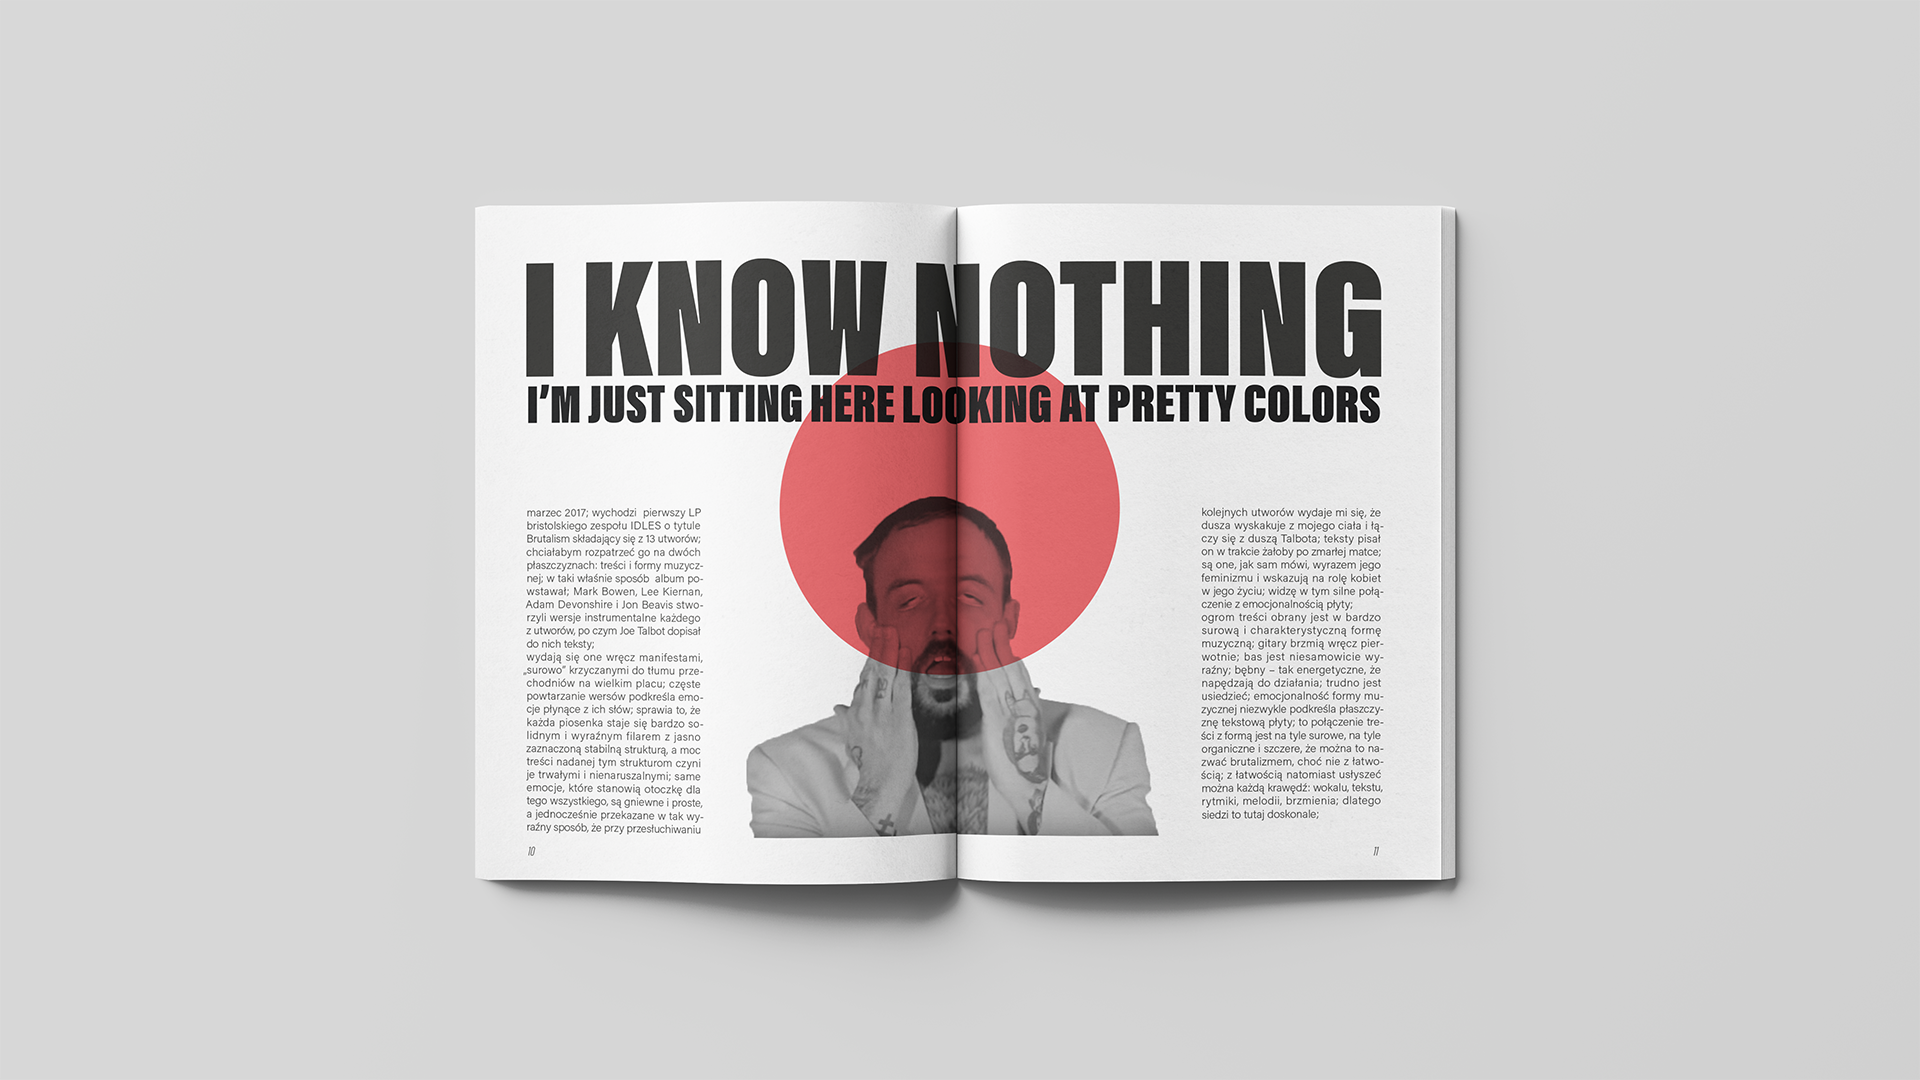 I KNOW NOTHING
I'M JUST SITTING HERE LOOKING AT PRETTY COLORS
marzec 2017; wychodzi pierwszy LP
bristolskiego zespołu IDLES o tytule
Brutalism składający się z 13 utworów;
chciałabym rozpatrzeć go na dwóch
płaszczyznach: treści i formy muzycz-
nej; w taki właśnie sposób album po-
wstawał; Mark Bowen, Lee Kiernan,
Adam Devonshire i Jon Beavis stwo-
rzyli wersje instrumentalne każdego
z utworów, po czym Joe Talbot dopisał
do nich teksty;
wydają się one wręcz manifestami,
„surowo" krzyczanymi do tłumu prze-
chodniów na wielkim placu; częste
powtarzanie wersów podkreśla emo-
cje płynące z ich słów; sprawia to, że
każda piosenka staje się bardzo so-
lidnym i wyraźnym filarem z jasno
zaznaczoną stabilną strukturą, a moc
treści nadanej tym strukturom czyni
je trwałymi i nienaruszalnymi; same
emocje, które stanowią otoczkę dla
tego wszystkiego, są gniewne i proste,
a jednocześnie przekazane w tak wy-
raźny sposób, że przy przesłuchiwaniu
10
kolejnych utworów wydaje mi się, że
dusza wyskakuje z mojego ciała i łą-
czy się z duszą Talbota; teksty pisał
on w trakcie żałoby po zmarłej matce;
są one, jak sam mówi, wyrazem jego
feminizmu i wskazują na rolę kobiet
w jego życiu; widzę w tym silne połą-
czenie z emocjonalnością płyty;
ogrom treści obrany jest w bardzo
surową i charakterystyczną formę
muzyczną; gitary brzmią wręcz pier-
wotnie; bas jest niesamowicie wy-
raźny; bębny – tak energetyczne, że
napędzają do działania; trudno jest
usiedzieć; emocjonalność formy mu-
zycznej niezwykle podkreśla płaszczy-
znę tekstową płyty; to połączenie tre-
ści z formą jest na tyle surowe, na tyle
organiczne i szczere, że można to na-
zwać brutalizmem, choć nie z łatwo-
ścią; z łatwością natomiast usłyszeć
można każdą krawędź: wokalu, tekstu,
rytmiki, melodii, brzmienia; dlatego
siedzi to tutaj doskonale;
11